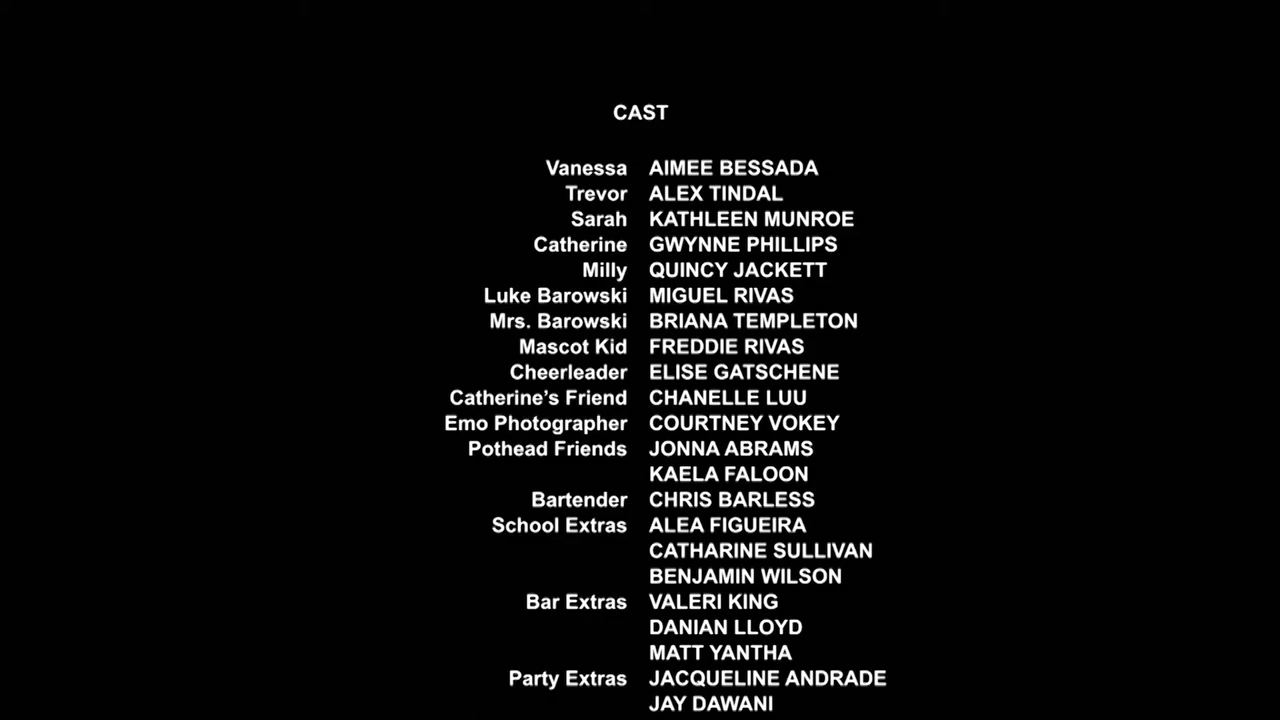 CAST
Vanessa AIMEE BESSADA
Trevor ALEX TINDAL
Sarah KATHLEEN MUNROE
Catherine GWYNNE PHILLIPS
Milly QUINCY JACKETT
Luke Barowski MIGUEL RIVAS
Mrs. Barowski BRIANA TEMPLETON
Mascot Kid FREDDIE RIVAS
Cheerleader ELISE GATSCHENE
Catherine’s Friend CHANELLE LUU
Emo Photographer COURTNEY VOKEY
Pothead Friends JONNA ABRAMS
KAELA FALOON
Bartender CHRIS BARLESS
School Extras ALEA FIGUEIRA
CATHARINE SULLIVAN
BENJAMIN WILSON
Bar Extras VALERI KING
DANIAN LLOYD
MATT YANTHA
Party Extras JACQUELINE ANDRADE
JAY DAWANI